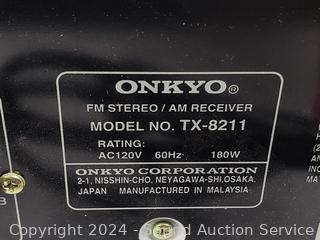 ONKYO®
FM STEREO / AM RECEIVER
MODEL NO. TX-8211
RATING:
AC120V 60Hz 180W
ONKYO CORPORATION
2-1, NISSHIN-CHO, NEYAGAWA-SHI, OSAKA,
JAPAN MANUFACTURED IN MALAYSIA
B
Copyright 2024 - Sound Auction Service